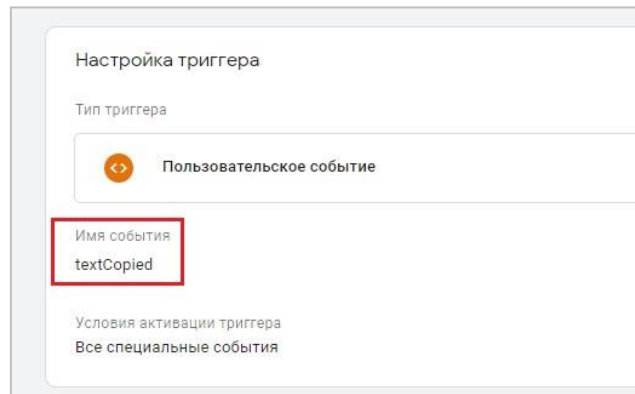 Настройка триггера
Тип триггера
Пользовательское событие
Имя события
textCopied
Условия активации триггера
Все специальные события